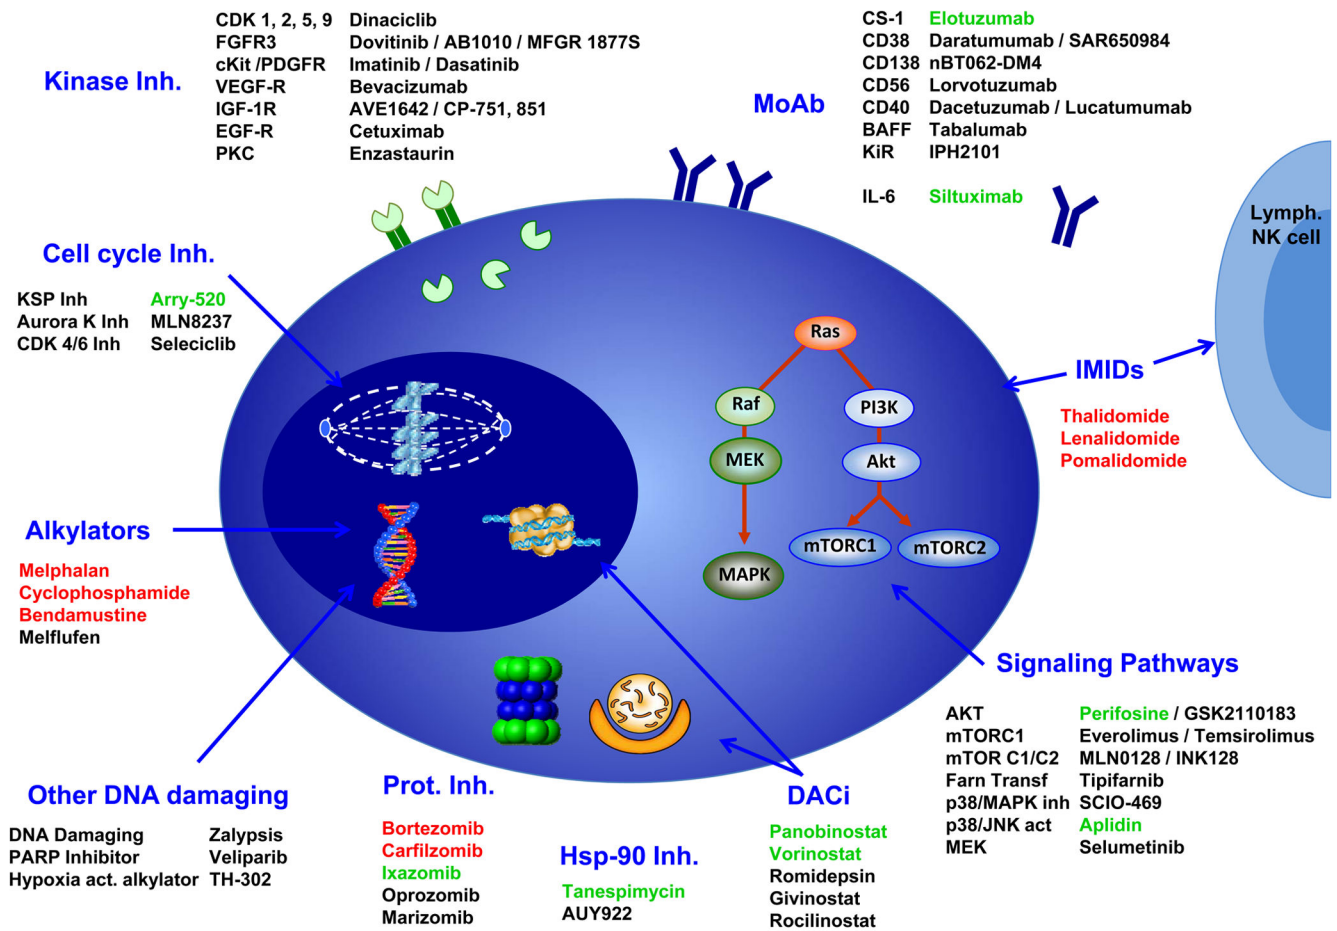 Kinase Inh.
CDK 1, 2, 5, 9 Dinaciclib
FGFR3 Dovitinib / AB1010 / MFGR 1877S
cKit /PDGFR Imatinib / Dasatinib
VEGF-R Bevacizumab
IGF-1R AVE1642 / CP-751, 851
EGF-R Cetuximab
PKC Enzastaurin
MoAb
CS-1 Elotuzumab
CD38 Daratumumab / SAR650984
CD138 nBT062-DM4
CD56 Lorvotuzumab
CD40 Dacetuzumab / Lucatumumab
BAFF Tabalumab
KiR IPH2101
IL-6 Siltuximab
Lymph.
NK cell
Cell cycle Inh.
KSP Inh Arry-520
Aurora K Inh MLN8237
CDK 4/6 Inh Seleciclib
Ras
Raf
PI3K
MEK
Akt
mTORC1
mTORC2
MAPK
IMIDs
Thalidomide
Lenalidomide
Pomalidomide
Alkylators
Melphalan
Cyclophosphamide
Bendamustine
Melflufen
Signaling Pathways
AKT Perifosine / GSK2110183
mTORC1 Everolimus / Temsirolimus
mTOR C1/C2 MLN0128 / INK128
Farn Transf Tipifarnib
p38/MAPK inh SCIO-469
p38/JNK act Aplidin
MEK Selumetinib
Other DNA damaging
DNA Damaging Zalypsis
PARP Inhibitor Veliparib
Hypoxia act. alkylator TH-302
Prot. Inh.
Bortezomib
Carfilzomib
Ixazomib
Oprozomib
Marizomib
Hsp-90 Inh.
Tanespimycin
AUY922
DACi
Panobinostat
Vorinostat
Romidepsin
Givinostat
Rocilinostat